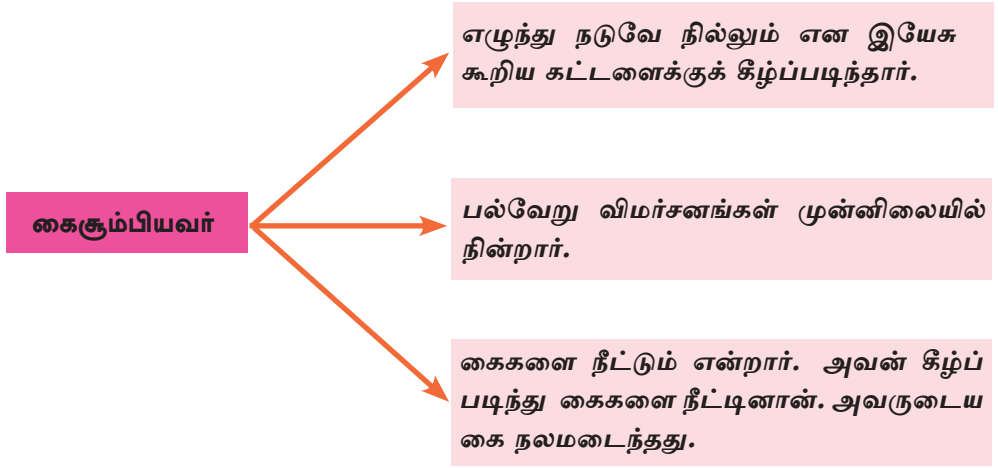 எழுந்து நடுவே நில்லும் என இயேசு
கூறிய கட்டளைக்குக் கீழ்ப்படிந்தார்.
கைசூம்பியவர்
பல்வேறு விமர்சனங்கள் முன்னிலையில்
நின்றார்.
கைகளை நீட்டும் என்றார். அவன் கீழ்ப்
படிந்து கைகளை நீட்டினான். அவருடைய
கை நலமடைந்தது.